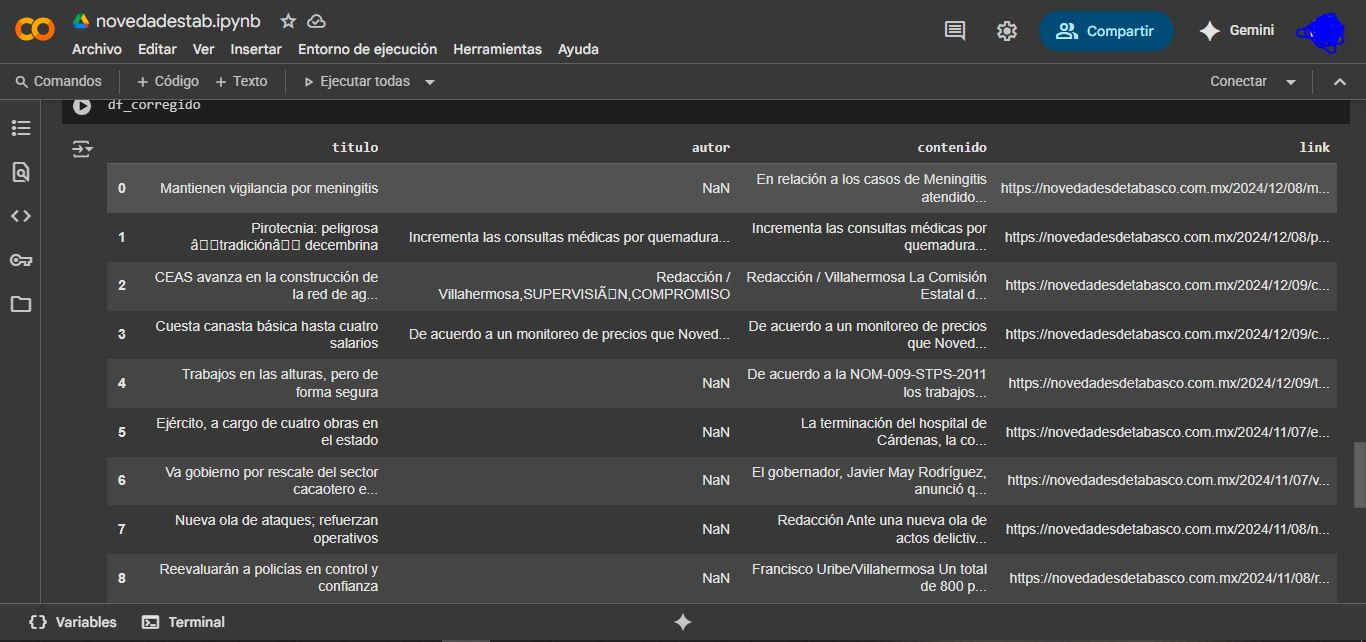 novedadestab.ipynb
Archivo Editar Ver Insertar Entorno de ejecución Herramientas Ayuda
Compartir
Gemini
Comandos + Código + Texto Ejecutar todas
Conectar
df_corregido
titulo autor contenido link
0 Mantienen vigilancia por meningitis NaN En relación a los casos de Meningitis
atendido... https://novedadesdetabasco.com.mx/2024/12/08/m...
1 Pirotecnia: peligrosa
â▯▯tradiciónâ▯▯ decembrina Incrementa las consultas médicas por quemadura... Incrementa las consultas médicas por
quemadura... https://novedadesdetabasco.com.mx/2024/12/08/p...
2 CEAS avanza en la construcción de
la red de ag... Redacción /
Villahermosa,SUPERVISIÃ▯N,COMPROMISO Redacción / Villahermosa La Comisión
Estatal d... https://novedadesdetabasco.com.mx/2024/12/09/c...
3 Cuesta canasta básica hasta cuatro
salarios De acuerdo a un monitoreo de precios que Noved... De acuerdo a un monitoreo de precios
que Noved... https://novedadesdetabasco.com.mx/2024/12/09/c...
4 Trabajos en las alturas, pero de
forma segura NaN De acuerdo a la NOM-009-STPS-2011
los trabajos... https://novedadesdetabasco.com.mx/2024/12/09/t...
5 Ejército, a cargo de cuatro obras en
el estado NaN La terminación del hospital de
Cárdenas, la co... https://novedadesdetabasco.com.mx/2024/11/07/e...
6 Va gobierno por rescate del sector
cacaotero e... NaN El gobernador, Javier May Rodríguez,
anunció q... https://novedadesdetabasco.com.mx/2024/11/07/v...
7 Nueva ola de ataques; refuerzan
operativos NaN Redacción Ante una nueva ola de
actos delictiv... https://novedadesdetabasco.com.mx/2024/11/08/n...
8 Reevaluarán a policías en control y
confianza NaN Francisco Uribe/Villahermosa Un total
de 800 p... https://novedadesdetabasco.com.mx/2024/11/08/r...
Variables Terminal